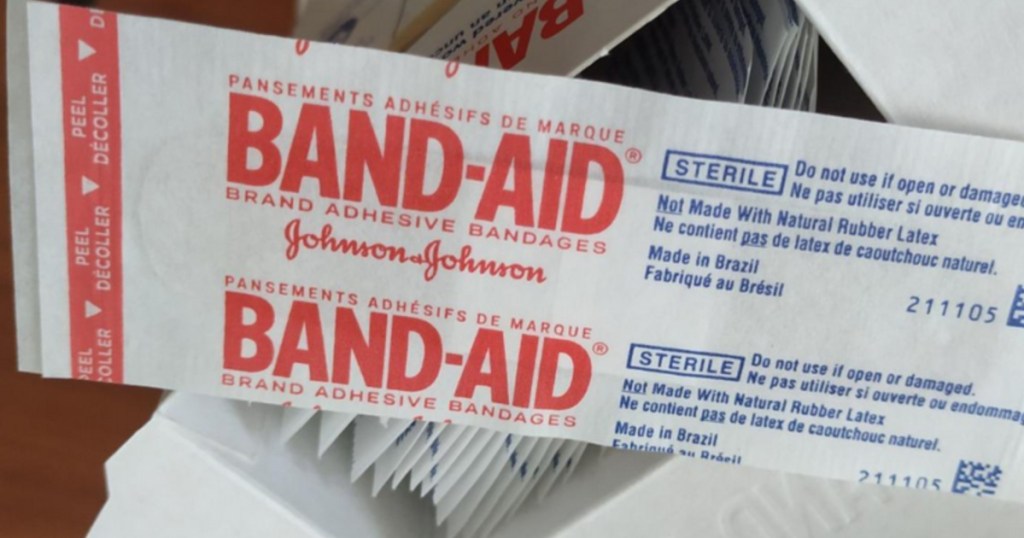 PEEL
DÉCOLLER
PEEL
DÉCOLLER
PANSEMENTS ADHÉSIFS DE MARQUE
BAND-AID®
BRAND ADHESIVE BANDAGES
Johnson & Johnson
STERILE
Do not use if open or damaged
Ne pas utiliser si ouverte ou
Not Made With Natural Rubber Latex
Ne contient pas de latex de caoutchouc naturel.
Made in Brazil
Fabriqué au Brésil
211105
PANSEMENTS ADHÉSIFS DE MARQUE
BAND-AID®
BRAND ADHESIVE BANDAGES
STERILE
Do not use if open or damaged.
Ne pas utiliser si ouverte ou endomma
Not Made With Natural Rubber Latex
Ne contient pas de latex de caoutchouc naturel.
Made in Brazil
Fabriqué au Brésil
211105